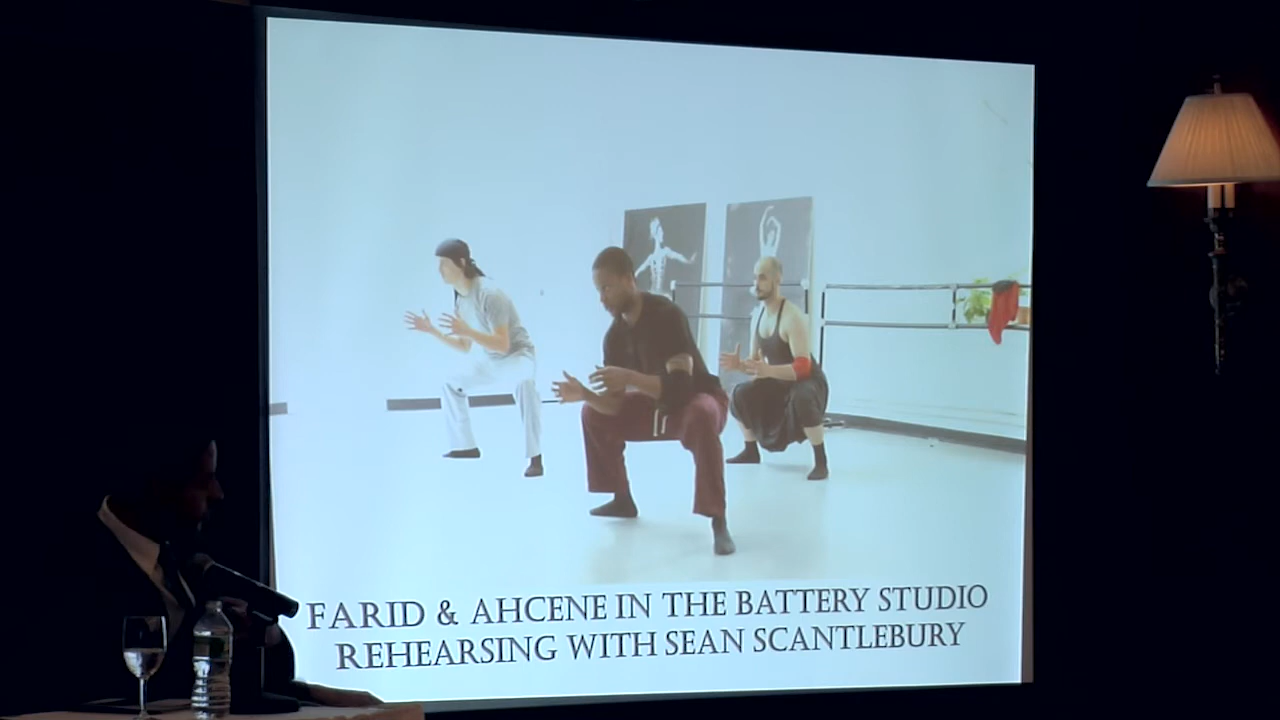 FARID & AHCENE IN THE BATTERY STUDIO
REHEARSING WITH SEAN SCANTLEBURY